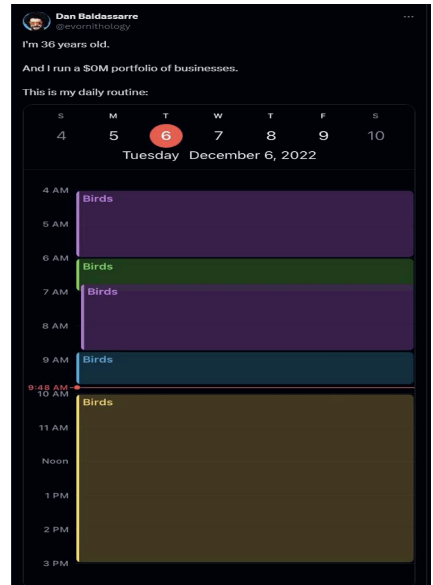 Dan Baldassarre
@evornithology
I'm 36 years old.
And I run a $0M portfolio of businesses.
This is my daily routine:
S M T W T F S
4 5 6 7 8 9 10
Tuesday December 6, 2022
4 AM
Birds
5 AM
6 AM
Birds
7 AM
Birds
8 AM
9 AM
Birds
9:48 AM
10 AM
Birds
11 AM
Noon
1 PM
2 PM
3 PM